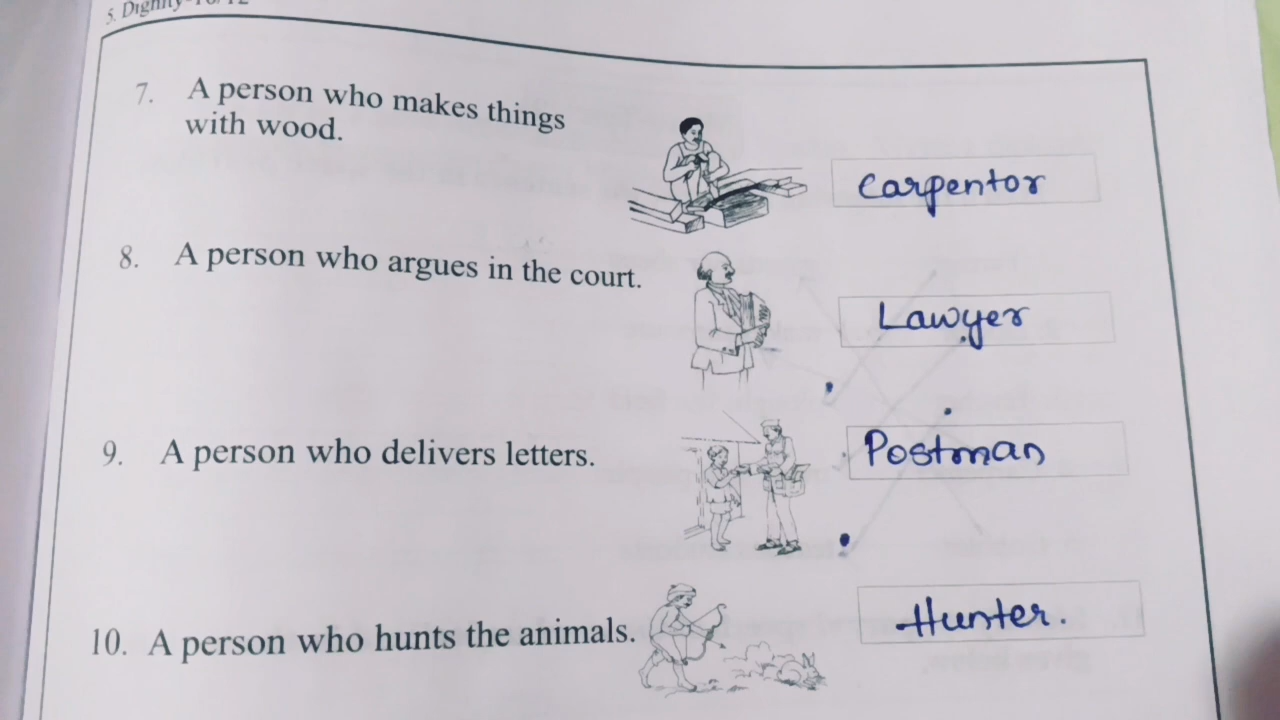 5. Dignity
7. A person who makes things
with wood.
Carpentor
8. A person who argues in the court.
Lawyer
9. A person who delivers letters.
Postman
10. A person who hunts the animals.
Hunter.